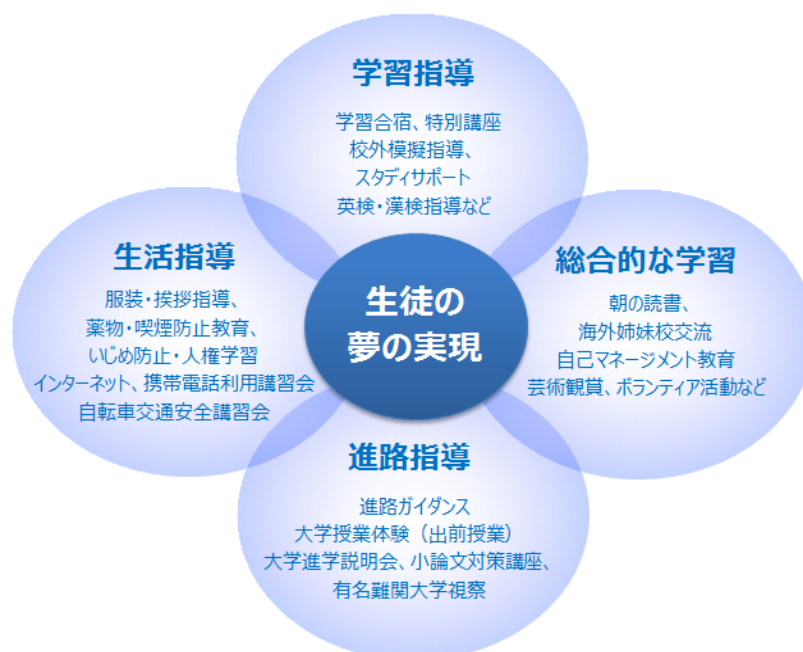 学習指導
学習合宿、特別講座
校外模擬指導、
スタディサポート
英検・漢検指導など
生活指導
服装・挨拶指導、
薬物・喫煙防止教育、
いじめ防止・人権学習
インターネット、携帯電話利用講習会
自転車交通安全講習会
生徒の
夢の実現
総合的な学習
朝の読書、
海外姉妹校交流
自己マネージメント教育
芸術観賞、ボランティア活動など
進路指導
進路ガイダンス
大学授業体験（出前授業）
大学進学説明会、小論文対策講座、
有名難関大学視察